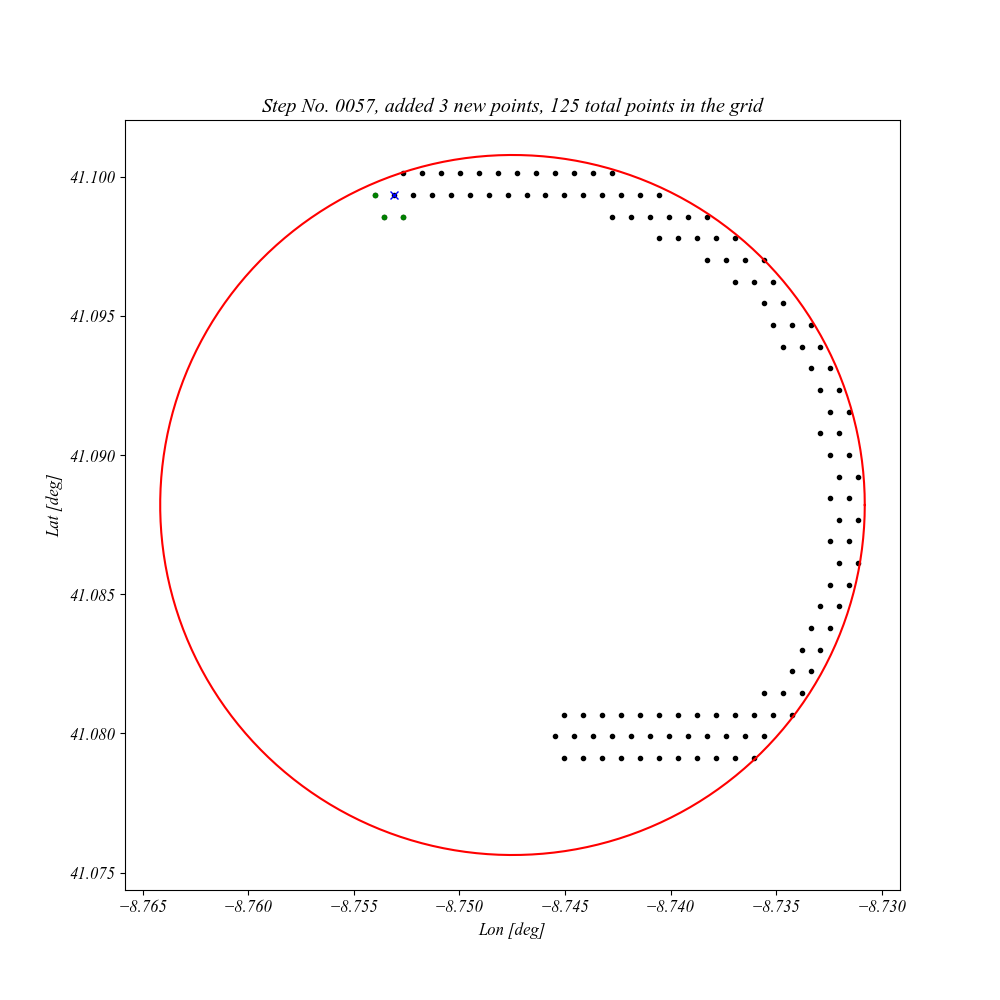 Step No. 0057, added 3 new points, 125 total points in the grid
41.100
41.095
41.090
41.085
41.080
41.075
Lat [deg]
−8.765 −8.760 −8.755 −8.750 −8.745 −8.740 −8.735 −8.730
Lon [deg]